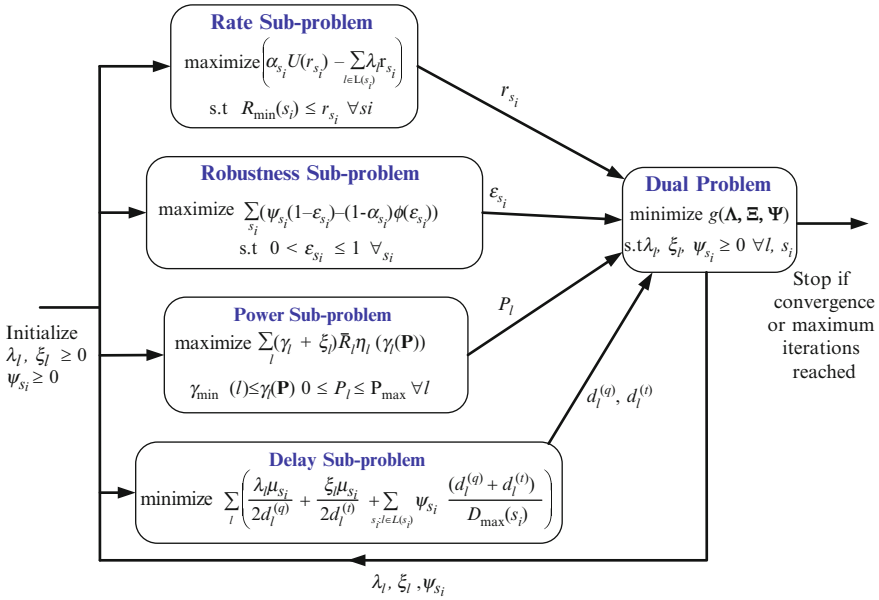 Rate Sub-problem
maximize(α_{s_i} U(r_{s_i}) – ∑_{l∈L(s_i)} λ_l r_{s_i})
s.t R_min(s_i) ≤ r_{s_i} ∀si
r_{s_i}
Robustness Sub-problem
maximize ∑_{s_i} (ψ_{s_i}(1–ε_{s_i})–(1-α_{s_i})ϕ(ε_{s_i}))
s.t 0 < ε_{s_i} ≤ 1 ∀_{s_i}
ε_{s_i}
Dual Problem
minimize g(Λ, Ξ, Ψ)
s.tλ_l, ξ_l, ψ_{s_i} ≥ 0 ∀l, s_i
Stop if
convergence
or maximum
iterations
reached
Initialize
λ_l, ξ_l ≥ 0
ψ_{s_i} ≥ 0
Power Sub-problem
maximize ∑_l (γ_l + ξ_l) R̄_l η_l (γ_l(P))
γ_min (l)≤γ_l(P) 0 ≤ P_l ≤ P_max ∀l
P_l
d_l^{(q)}, d_l^{(t)}
Delay Sub-problem
minimize ∑_l (λ_l μ_{s_i} / 2d_l^{(q)} + ξ_l μ_{s_i} / 2d_l^{(t)} + ∑_{s_i:l∈L(s_i)} ψ_{s_i} (d_l^{(q)} + d_l^{(t)}) / D_max(s_i))
λ_l, ξ_l ,ψ_{s_i}